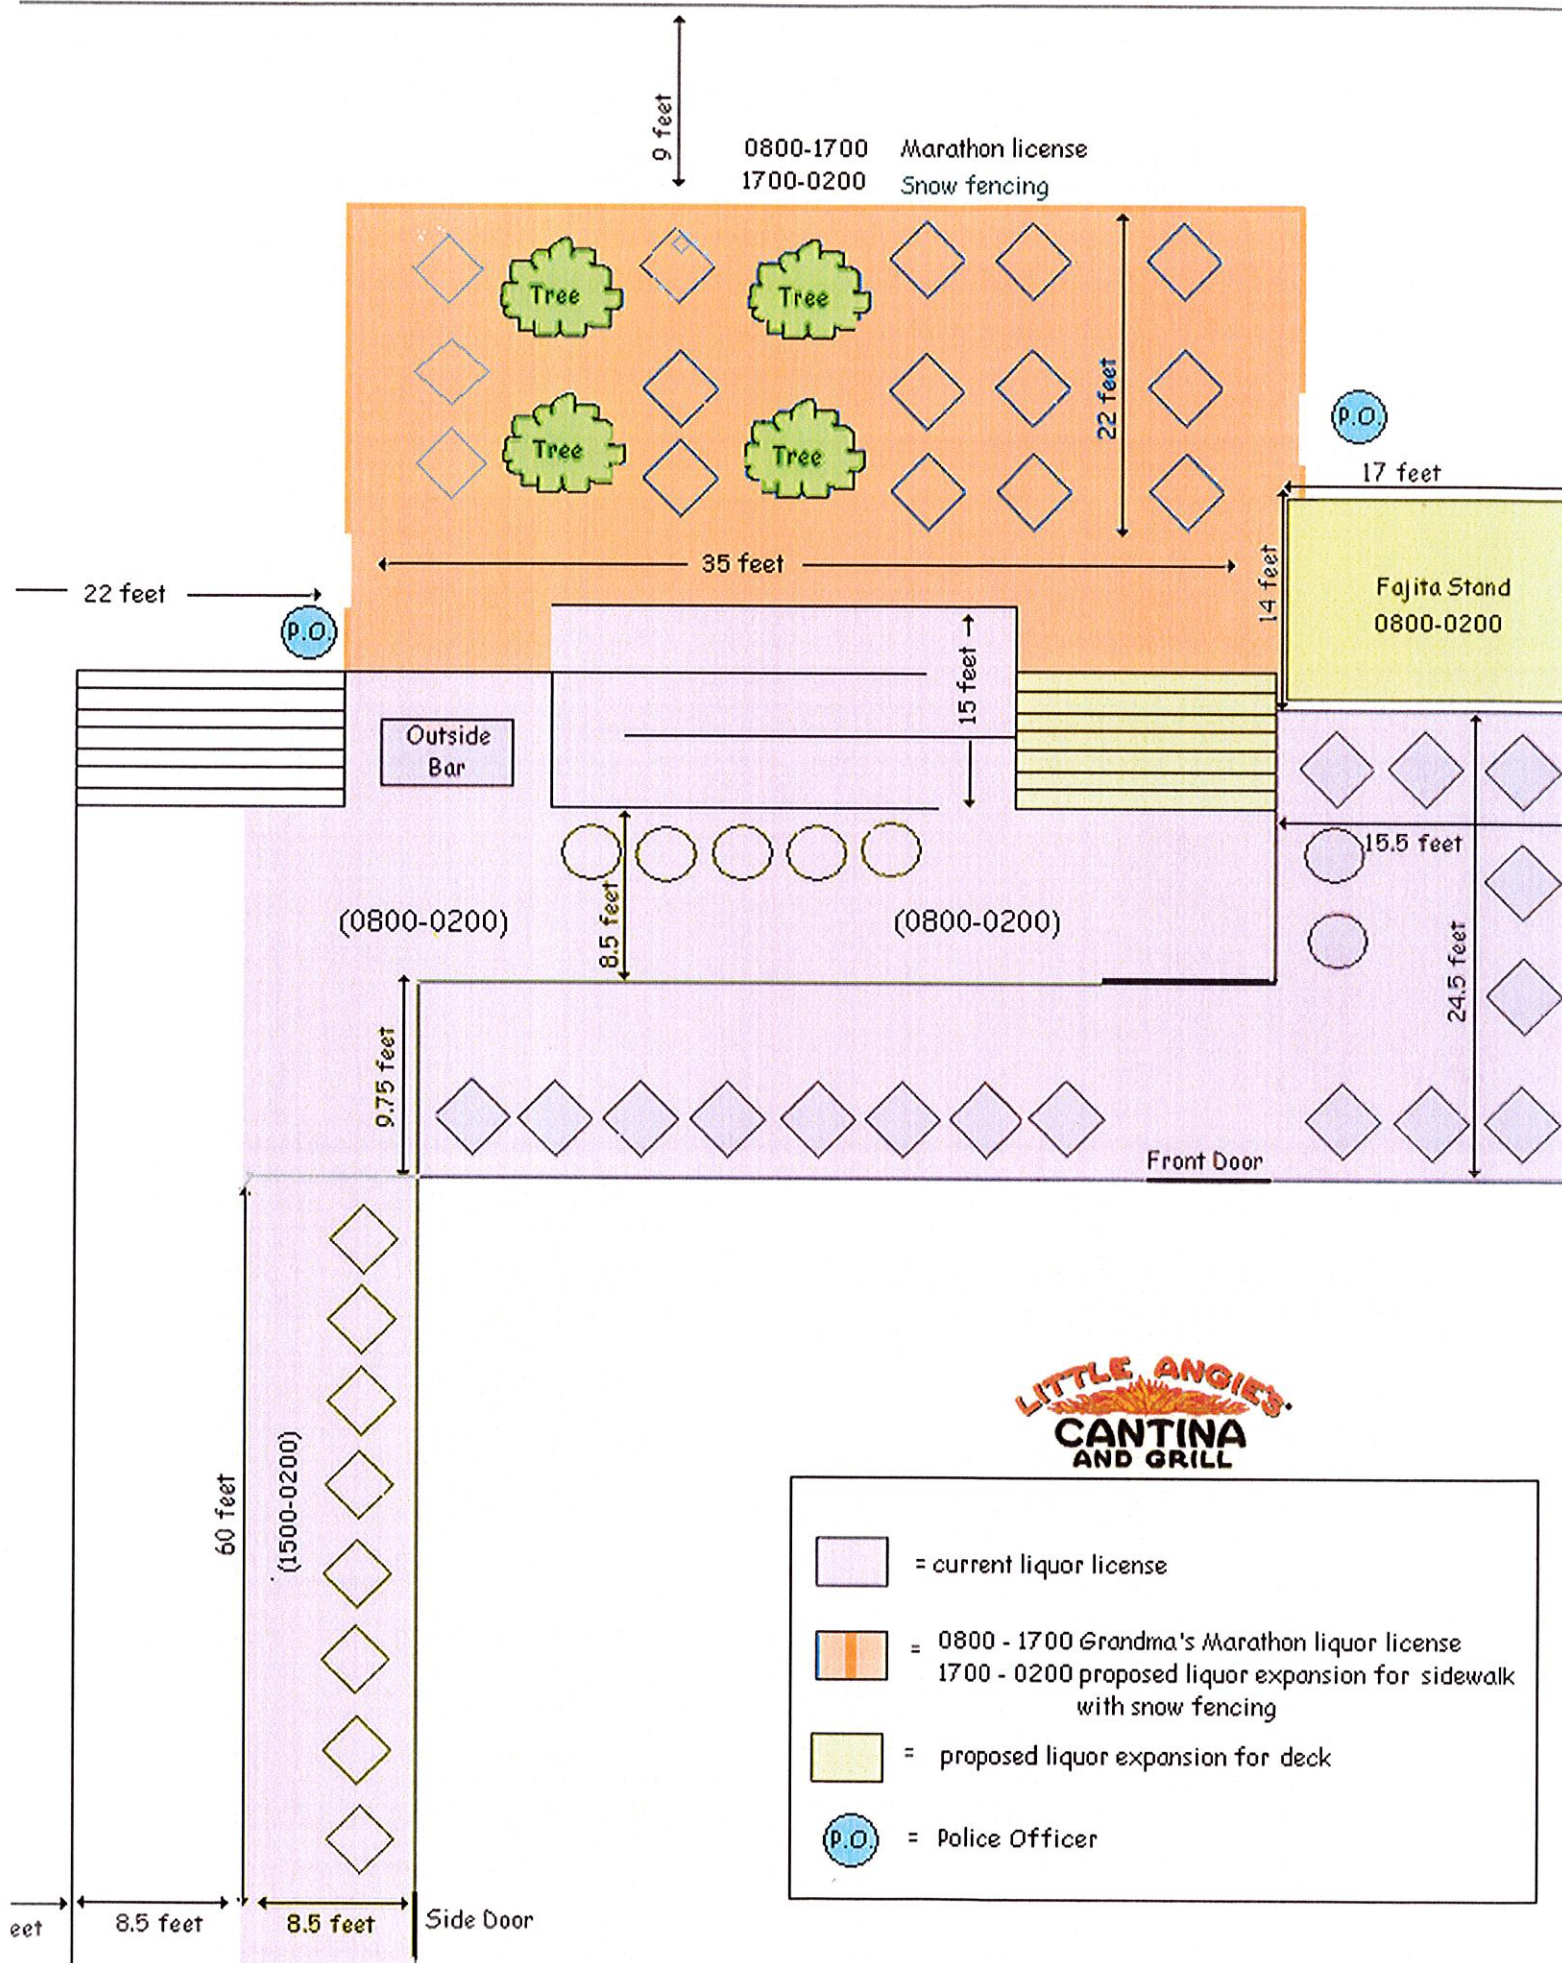 9 feet
0800-1700 Marathon license
1700-0200 Snow fencing
Tree
Tree
Tree
Tree
22 feet
P.O.
17 feet
35 feet
22 feet
P.O.
14 feet
Fajita Stand
0800-0200
15 feet
Outside
Bar
15.5 feet
8.5 feet
(0800-0200)
(0800-0200)
24.5 feet
9.75 feet
Front Door
60 feet
(1500-0200)
LITTLE ANGIE'S
CANTINA
AND GRILL
= current liquor license
= 0800 - 1700 Grandma's Marathon liquor license
1700 - 0200 proposed liquor expansion for sidewalk
with snow fencing
= proposed liquor expansion for deck
P.O. = Police Officer
eet
8.5 feet
8.5 feet
Side Door